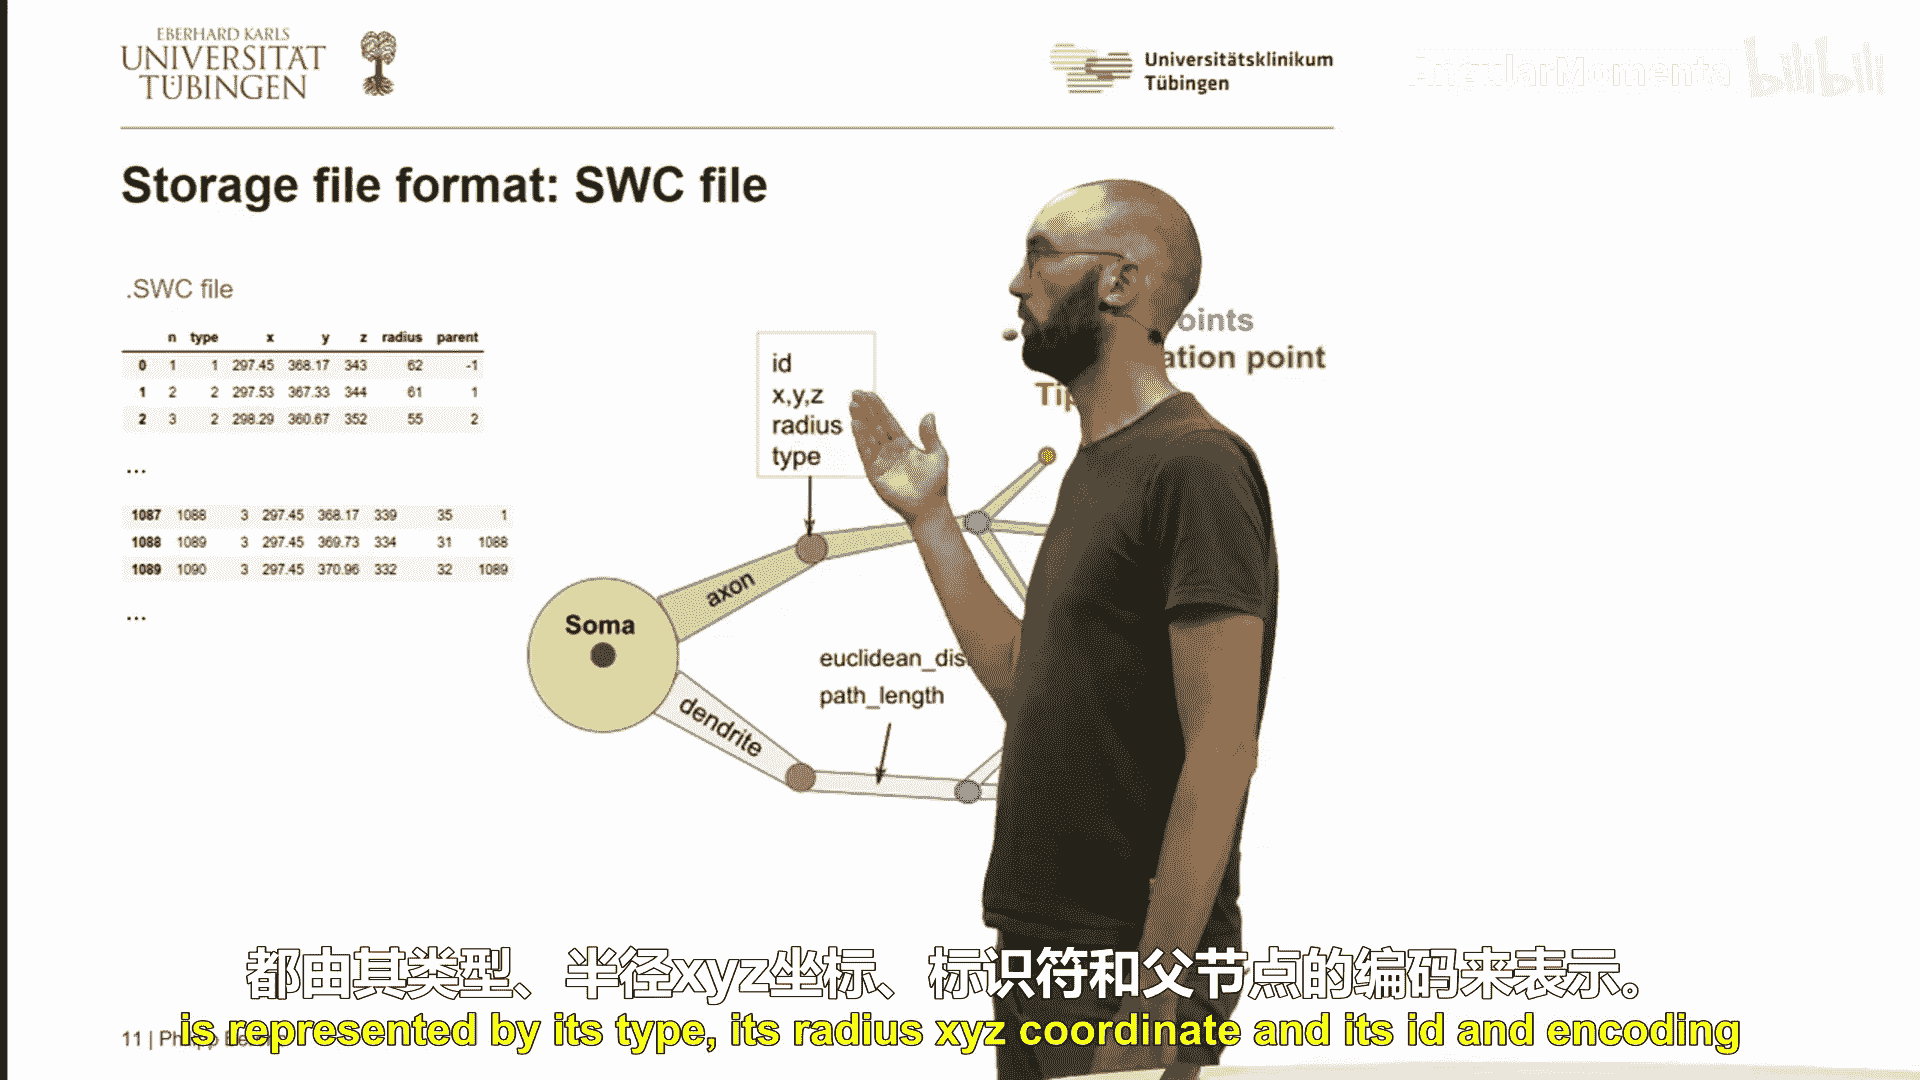 EBERHARD KARLS
UNIVERSITÄT
TÜBINGEN
Universitätsklinikum
Tübingen
AngularMomenta bilibili
Storage file format: SWC file
.SWC file
n type x y z radius parent
0 1 1 297.45 368.17 343 62 -1
1 2 2 297.53 367.33 344 61 1
2 3 2 298.29 360.67 352 55 2
...
1087 1088 3 297.45 368.17 339 35 1
1088 1089 3 297.45 369.73 334 31 1088
1089 1090 3 297.45 370.96 332 32 1089
...
id
x,y,z
radius
type
oints
ation point
Tip
axon
Soma
dendrite
euclidean_dis
path_length
都由其类型、半径xyz坐标、标识符和父节点的编码来表示。
is represented by its type, its radius xyz coordinate and its id and encoding
11 |